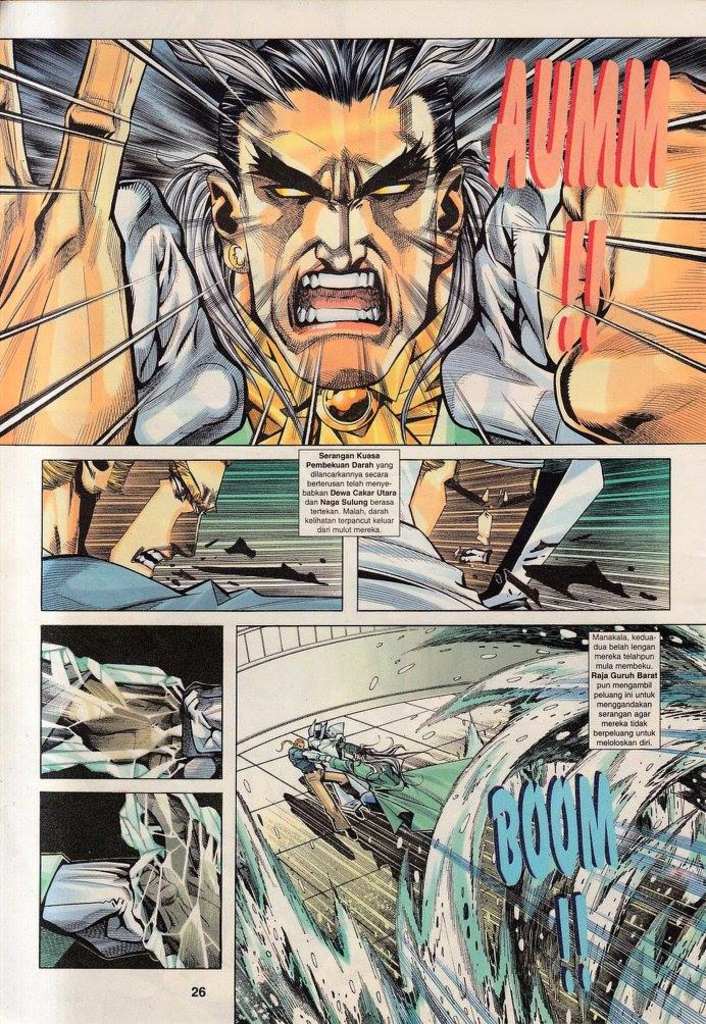 AUMM
!!
Serangan Kuasa
Pembekuan Darah yang
dilancarkannya secara
berterusan telah menye-
babkan Dewa Cakar Utara
dan Naga Sulung berasa
tertekan. Malah, darah
kelihatan terpancut keluar
dari mulut mereka.
Manakala, kedua-
dua belah lengan
mereka telahpun
mula membeku.
Raja Guruh Barat
pun mengambil
peluang ini untuk
menggandakan
serangan agar
mereka tidak
berpeluang untuk
meloloskan diri.
BOOM
!!
26